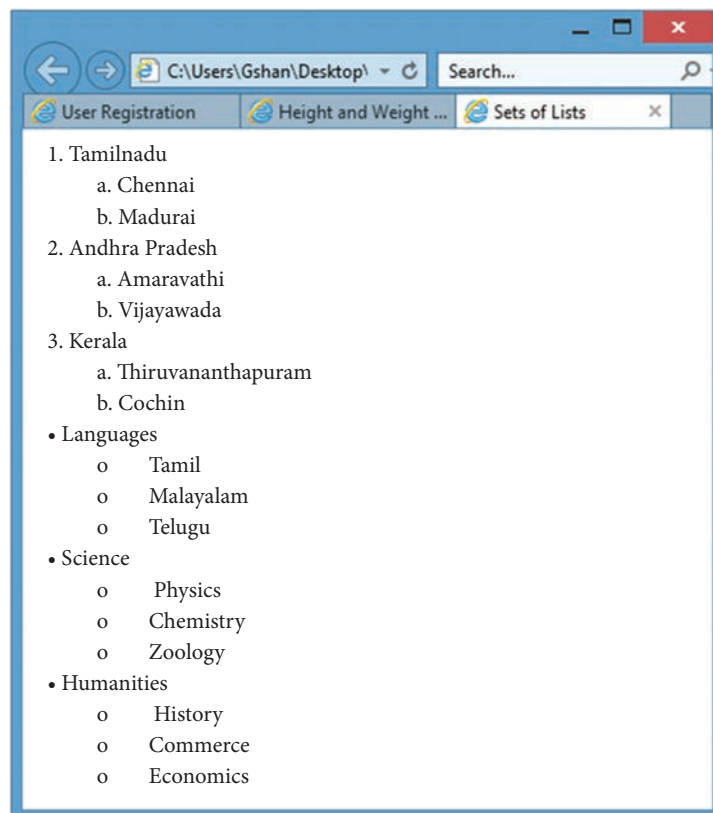 C:\Users\Gshan\Desktop\ Search...
User Registration Height and Weight ... Sets of Lists
1. Tamilnadu
a. Chennai
b. Madurai
2. Andhra Pradesh
a. Amaravathi
b. Vijayawada
3. Kerala
a. Thiruvananthapuram
b. Cochin
• Languages
o Tamil
o Malayalam
o Telugu
• Science
o Physics
o Chemistry
o Zoology
• Humanities
o History
o Commerce
o Economics